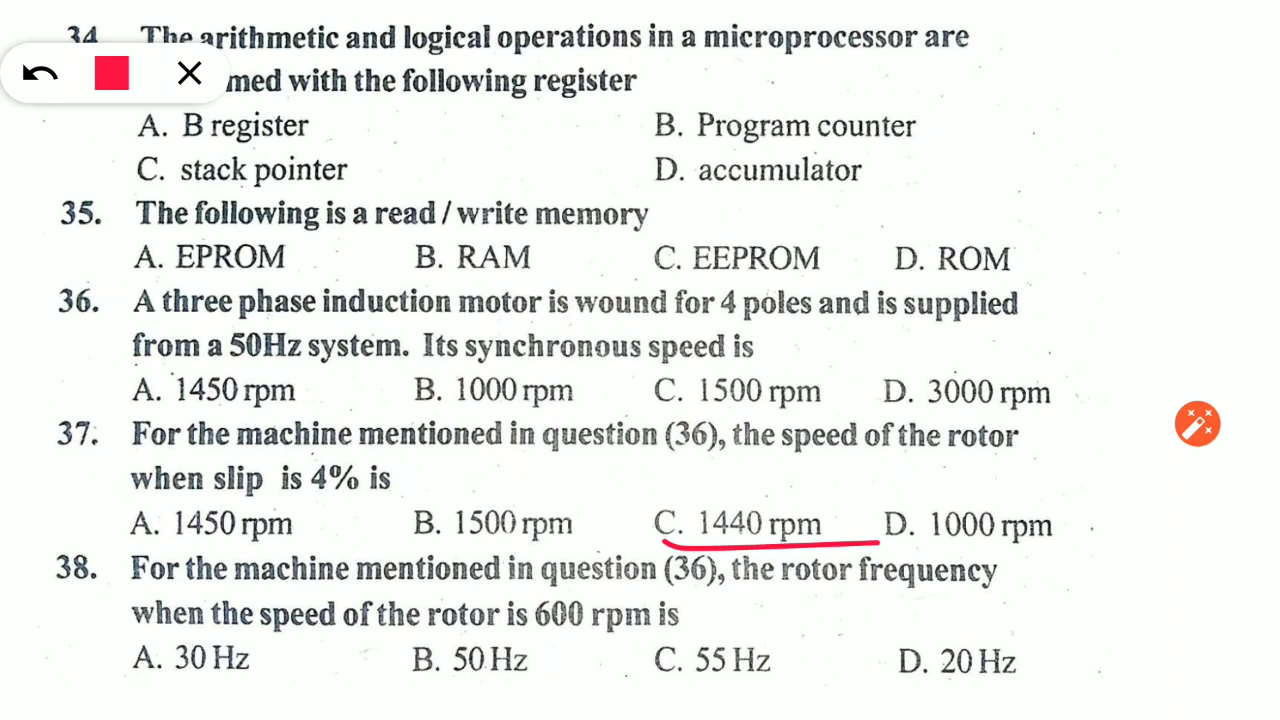 34. The arithmetic and logical operations in a microprocessor are
med with the following register
A. B register B. Program counter
C. stack pointer D. accumulator
35. The following is a read / write memory
A. EPROM B. RAM C. EEPROM D. ROM
36. A three phase induction motor is wound for 4 poles and is supplied
from a 50Hz system. Its synchronous speed is
A. 1450 rpm B. 1000 rpm C. 1500 rpm D. 3000 rpm
37. For the machine mentioned in question (36), the speed of the rotor
when slip is 4% is
A. 1450 rpm B. 1500 rpm C. 1440 rpm D. 1000 rpm
38. For the machine mentioned in question (36), the rotor frequency
when the speed of the rotor is 600 rpm is
A. 30 Hz B. 50 Hz C. 55 Hz D. 20 Hz